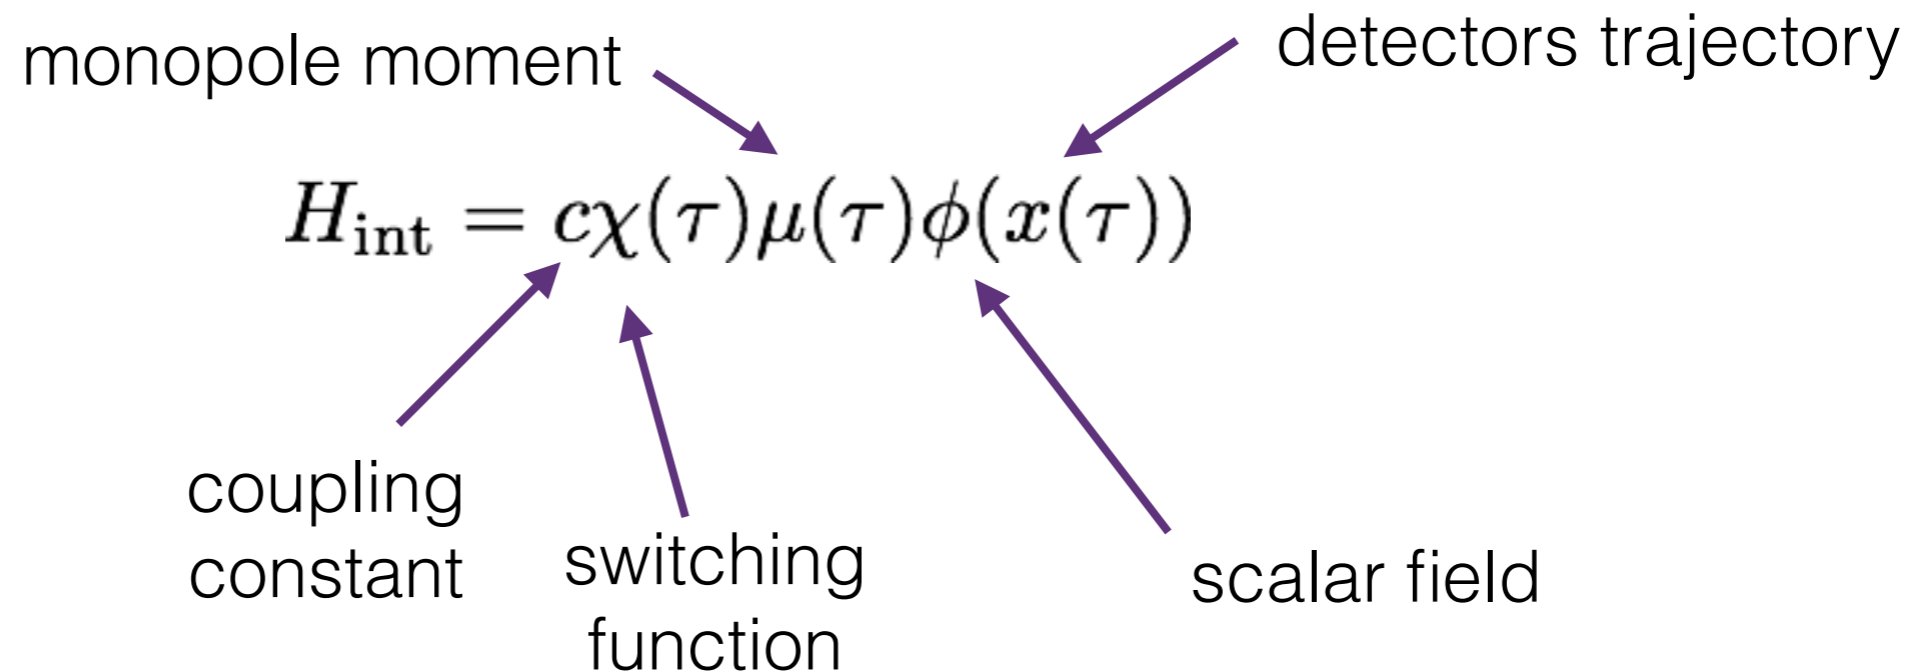 monopole moment
detectors trajectory
H_int = cχ(τ)μ(τ)ϕ(x(τ))
coupling
constant
switching
function
scalar field